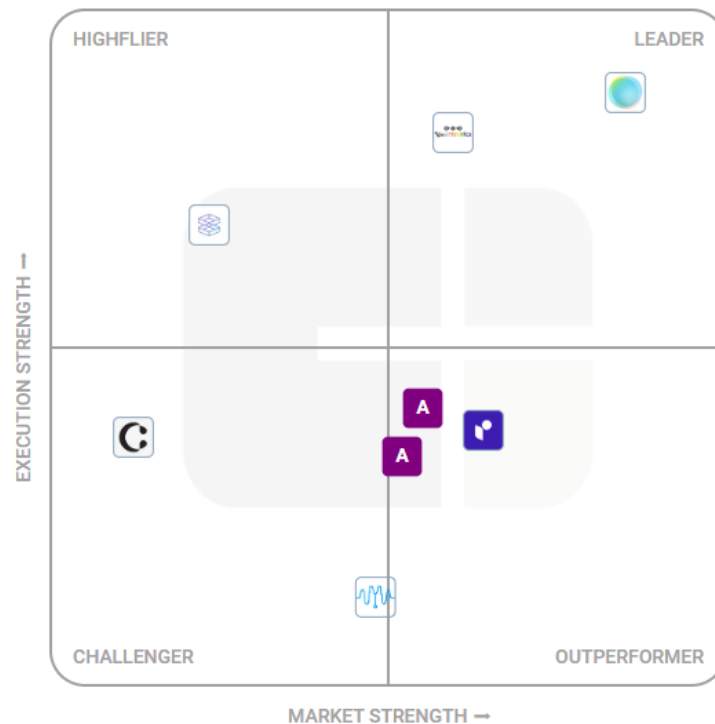 HIGHFLIER
LEADER
EXECUTION STRENGTH →
A
A
CHALLENGER
OUTPERFORMER
MARKET STRENGTH →